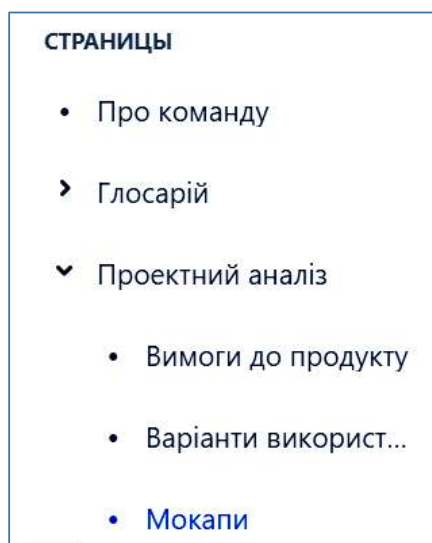 СТРАНИЦЫ
Про команду
Глосарій
Проектний аналіз
Вимоги до продукту
Варіанти використ...
Мокапи